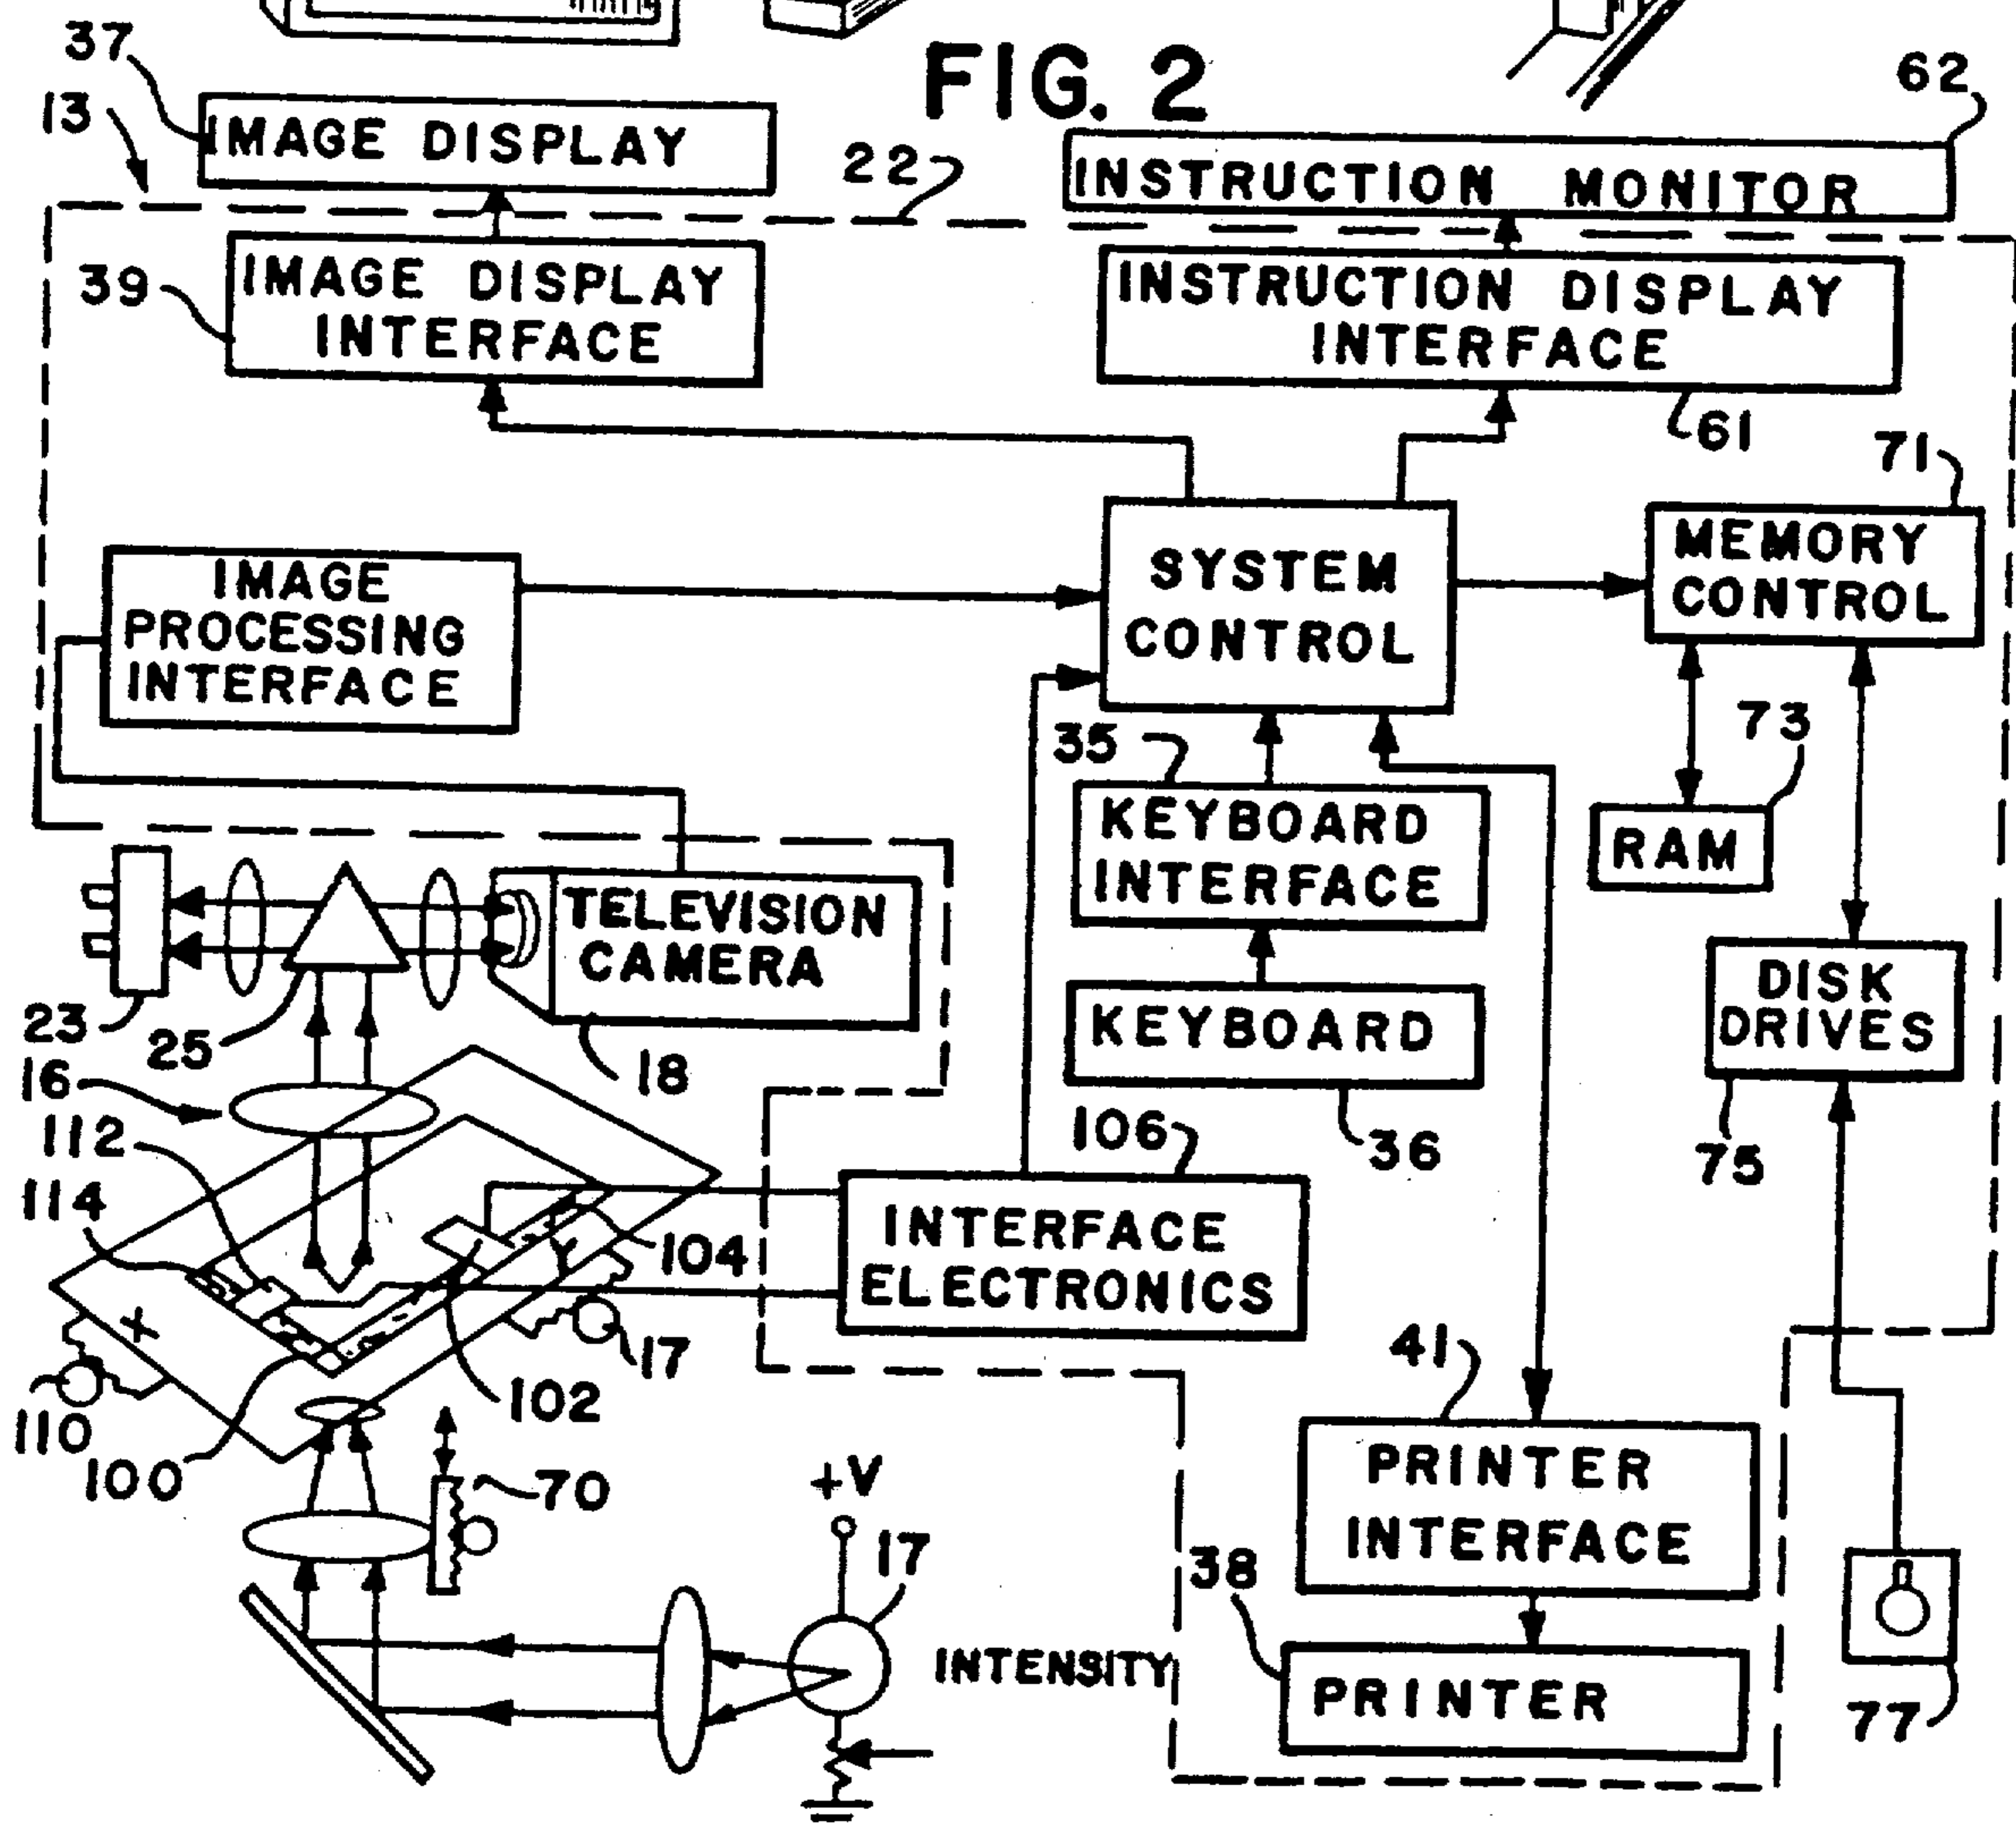 FIG. 2
37
13
IMAGE DISPLAY
22
62
INSTRUCTION MONITOR
39
IMAGE DISPLAY
INTERFACE
INSTRUCTION DISPLAY
INTERFACE
61
71
IMAGE
PROCESSING
INTERFACE
SYSTEM
CONTROL
MEMORY
CONTROL
35
73
KEYBOARD
INTERFACE
RAM
TELEVISION
CAMERA
23
25
18
KEYBOARD
36
DISK
DRIVES
75
16
112
114
106
104
INTERFACE
ELECTRONICS
X
Y
17
110
100
102
41
70
+V
17
PRINTER
INTERFACE
38
INTENSITY
PRINTER
77